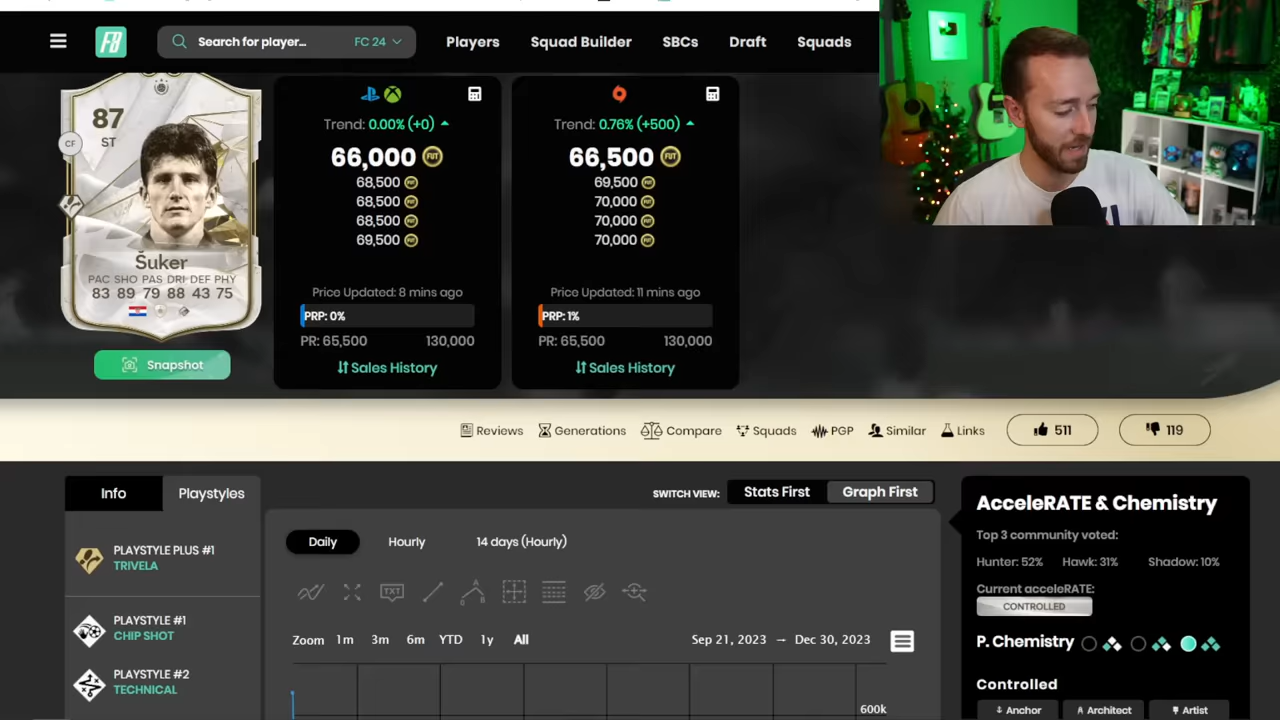 FB
Search for player...
FC 24
Players
Squad Builder
SBCs
Draft
Squads
87
ST
CF
Šuker
PAC SHO PAS DRI DEF PHY
83 89 79 88 43 75
Snapshot
Trend: 0.00% (+0)
66,000 FUT
68,500
68,500
68,500
69,500
Price Updated: 8 mins ago
PRP: 0%
PR: 65,500
130,000
Sales History
Trend: 0.76% (+500)
66,500 FUT
69,500
70,000
70,000
70,000
Price Updated: 11 mins ago
PRP: 1%
PR: 65,500
130,000
Sales History
Reviews
Generations
Compare
Squads
PGP
Similar
Links
511
119
Info
Playstyles
PLAYSTYLE PLUS #1
TRIVELA
PLAYSTYLE #1
CHIP SHOT
PLAYSTYLE #2
TECHNICAL
SWITCH VIEW:
Stats First
Graph First
Daily
Hourly
14 days (Hourly)
TXT
Zoom 1m 3m 6m YTD 1y All
Sep 21, 2023 → Dec 30, 2023
600k
AcceleRATE & Chemistry
Top 3 community voted:
Hunter: 52% Hawk: 31% Shadow: 10%
Current acceleRATE:
CONTROLLED
P. Chemistry
Controlled
Anchor
Architect
Artist